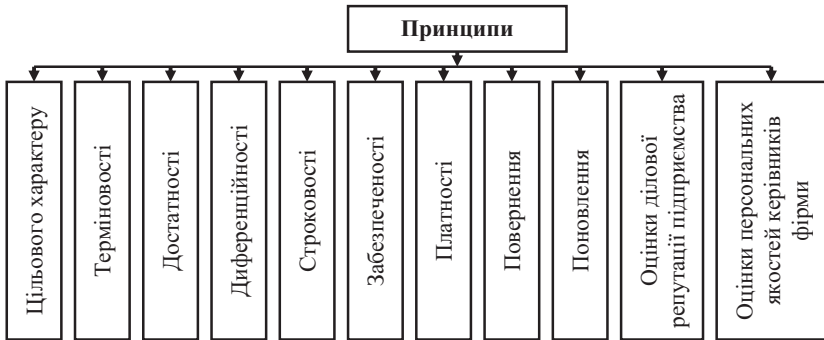 Принципи
Цільового характеру
Терміновості
Достатності
Диференційності
Строковості
Забезпеченості
Платності
Повернення
Поновлення
Оцінки ділової
репутації підприємства
Оцінки персональних
якостей керівників
фірми